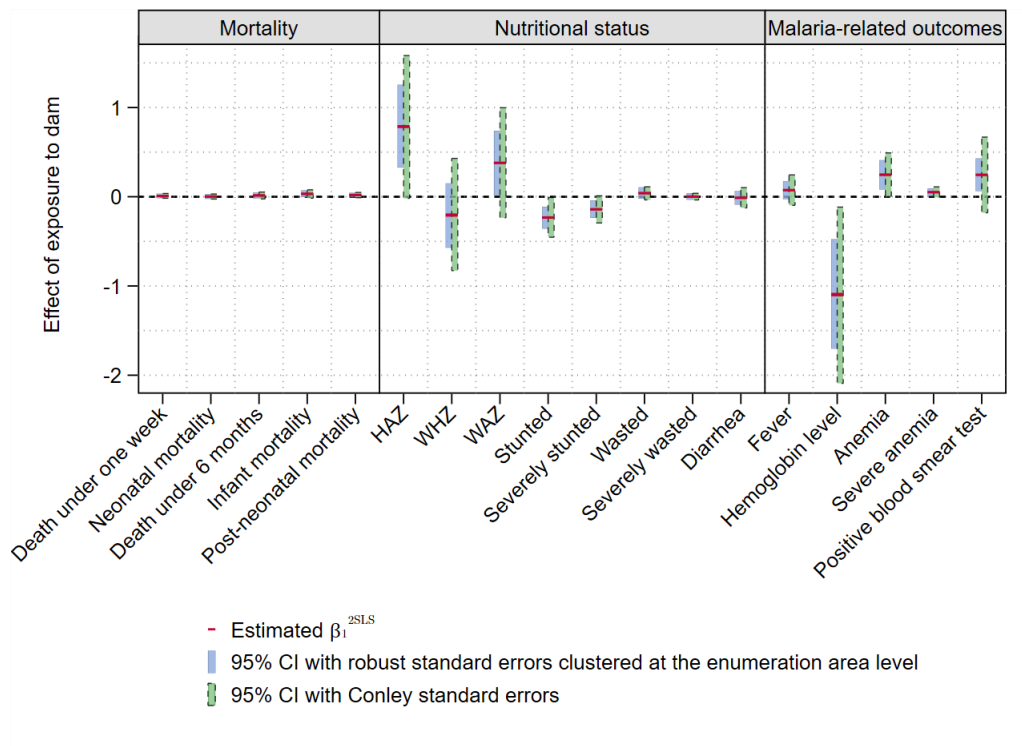 Mortality
Nutritional status
Malaria-related outcomes
Effect of exposure to dam
1
0
-1
-2
Death under one week
Neonatal mortality
Death under 6 months
Infant mortality
Post-neonatal mortality
HAZ
WHZ
WAZ
Stunted
Severely stunted
Wasted
Severely wasted
Diarrhea
Fever
Hemoglobin level
Anemia
Severe anemia
Positive blood smear test
Estimated β₁²ˢᴸˢ
95% CI with robust standard errors clustered at the enumeration area level
95% CI with Conley standard errors